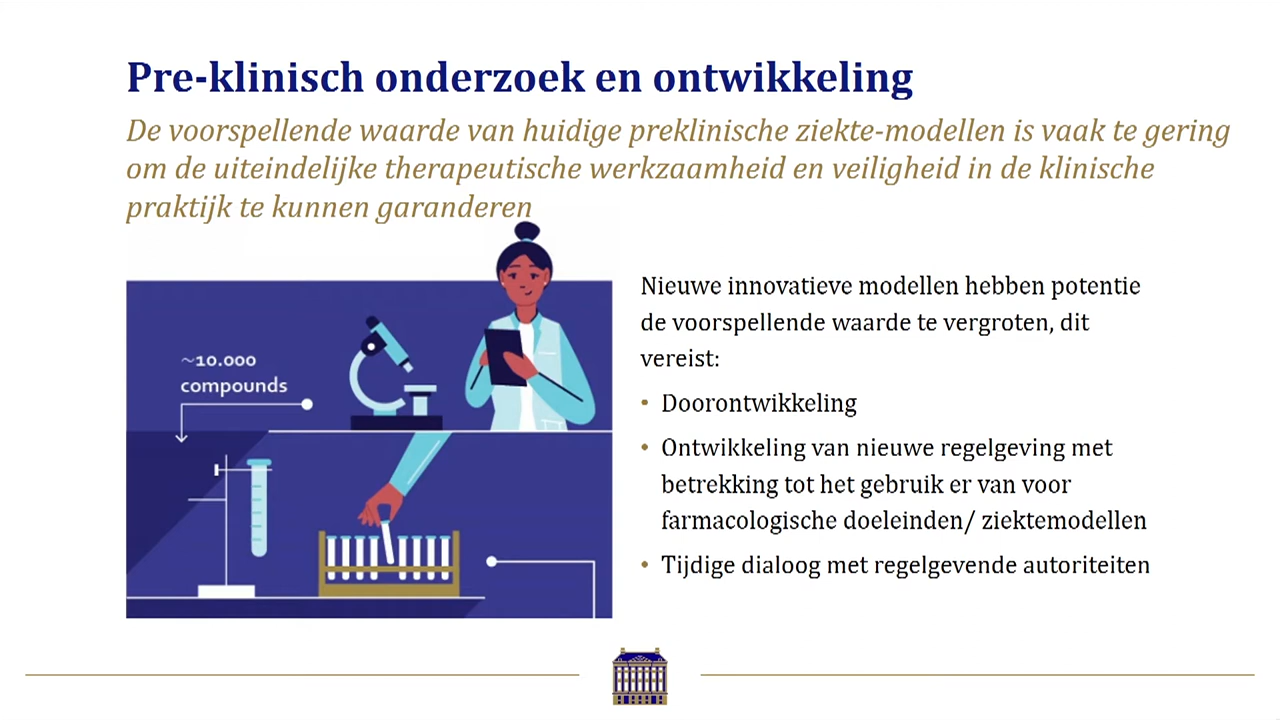 Pre-klinisch onderzoek en ontwikkeling
De voorspellende waarde van huidige preklinische ziekte-modellen is vaak te gering
om de uiteindelijke therapeutische werkzaamheid en veiligheid in de klinische
praktijk te kunnen garanderen
~10.000
compounds
Nieuwe innovatieve modellen hebben potentie
de voorspellende waarde te vergroten, dit
vereist:
• Doorontwikkeling
• Ontwikkeling van nieuwe regelgeving met
betrekking tot het gebruik er van voor
farmacologische doeleinden/ ziektemodellen
• Tijdige dialoog met regelgevende autoriteiten